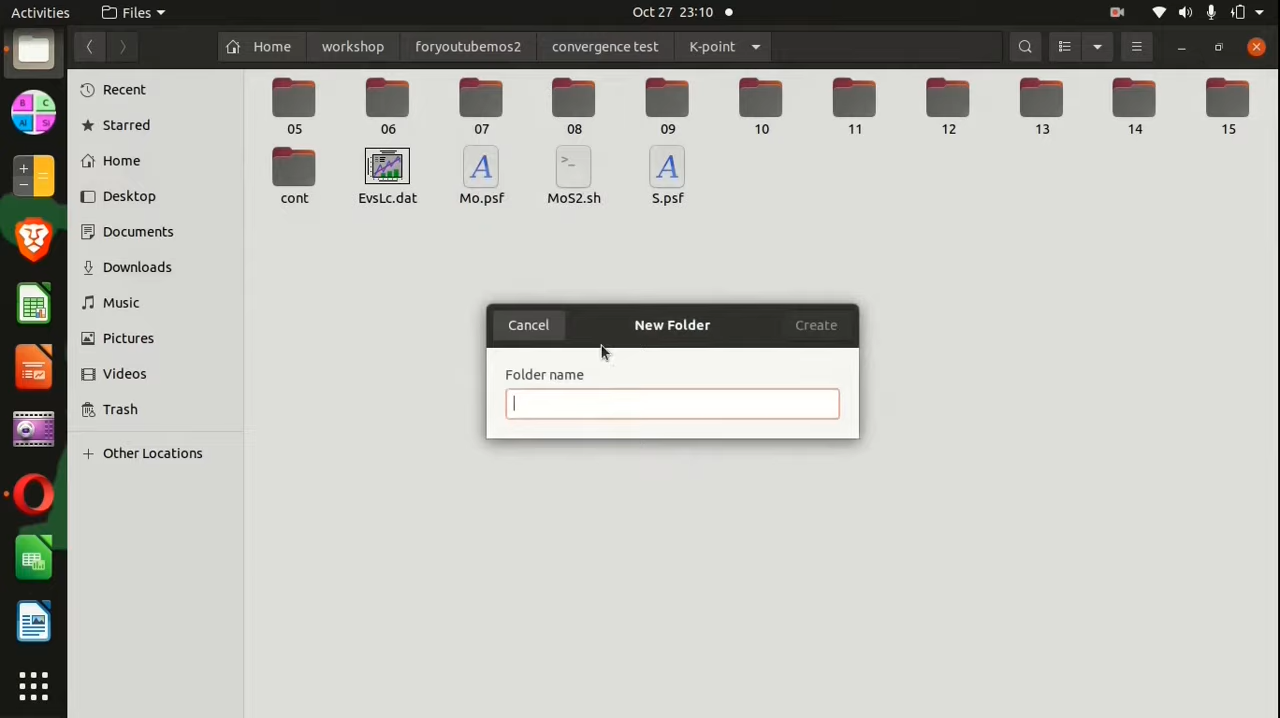 Activities
Files
Oct 27 23:10
Home
workshop
foryoutubemos2
convergence test
K-point
Recent
Starred
Home
Desktop
Documents
Downloads
Music
Pictures
Videos
Trash
Other Locations
05
06
07
08
09
10
11
12
13
14
15
cont
EvsLc.dat
Mo.psf
MoS2.sh
S.psf
Cancel
New Folder
Create
Folder name